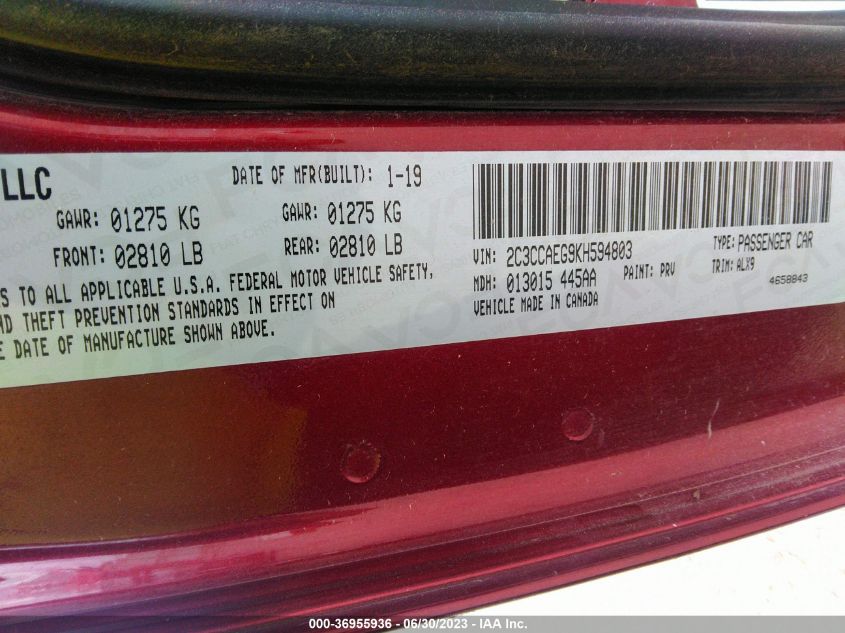 LLC
DATE OF MFR(BUILT): 1-19
GAWR: 01275 KG GAWR: 01275 KG
FRONT: 02810 LB REAR: 02810 LB
S TO ALL APPLICABLE U.S.A. FEDERAL MOTOR VEHICLE SAFETY,
ND THEFT PREVENTION STANDARDS IN EFFECT ON
E DATE OF MANUFACTURE SHOWN ABOVE.
VIN: 2C3CCAEG9KH594803 TYPE: PASSENGER CAR
MDH: 013015 445AA PAINT: PRV TRIM: ALX9
VEHICLE MADE IN CANADA 4658843
000-36955936 - 06/30/2023 - IAA Inc.